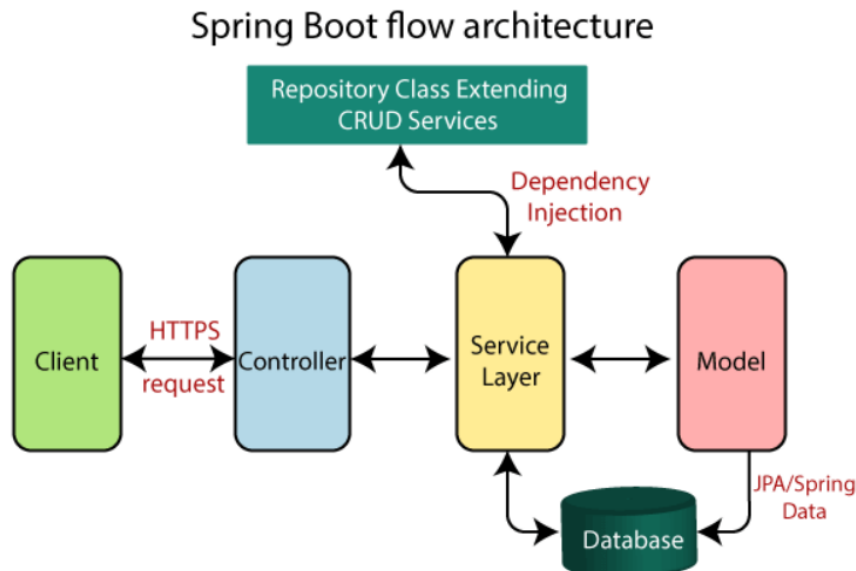 Spring Boot flow architecture
Repository Class Extending
CRUD Services
Dependency
Injection
Client
HTTPS
request
Controller
Service
Layer
Model
JPA/Spring
Data
Database